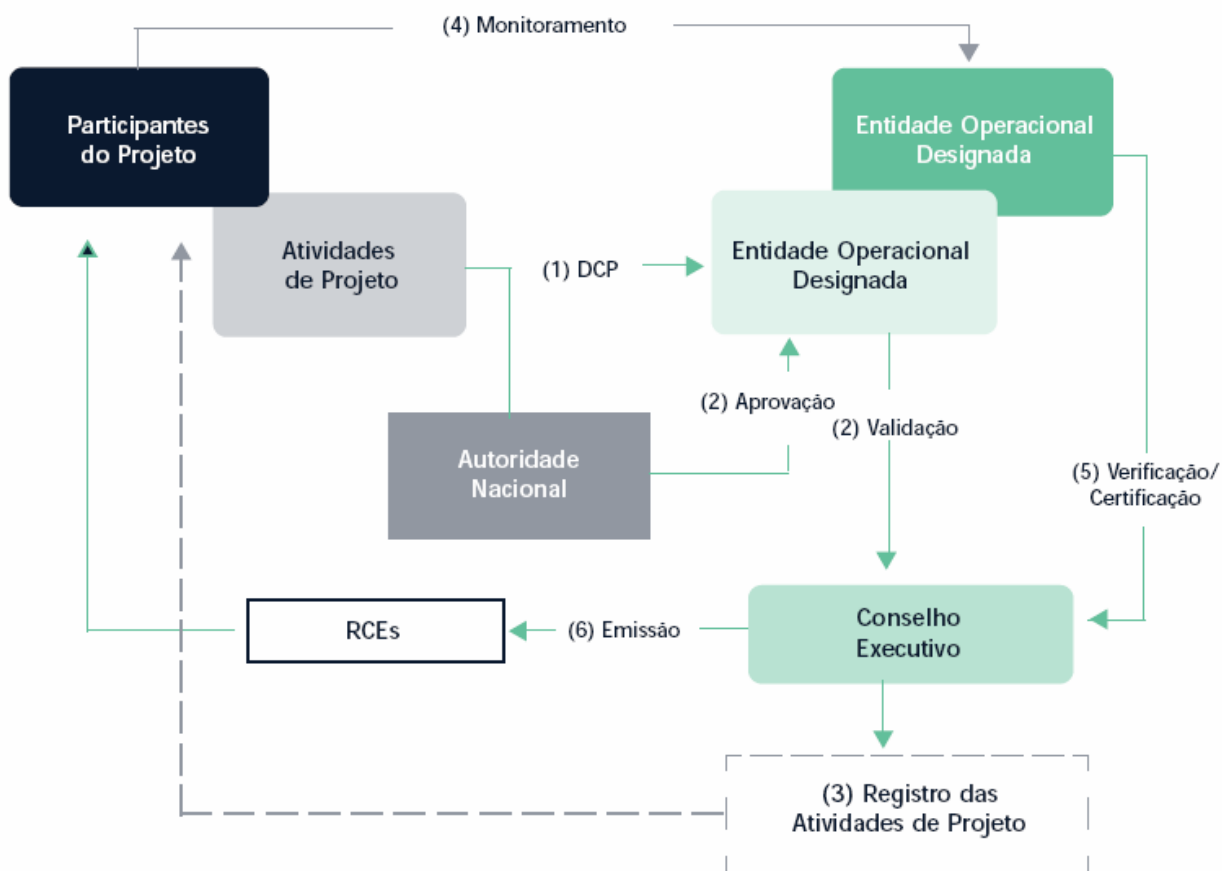 (4) Monitoramento
Participantes
do Projeto
Entidade Operacional
Designada
Atividades
de Projeto
(1) DCP
Entidade Operacional
Designada
(2) Aprovação
(2) Validação
Autoridade
Nacional
(5) Verificação/
Certificação
RCEs
(6) Emissão
Conselho
Executivo
(3) Registro das
Atividades de Projeto